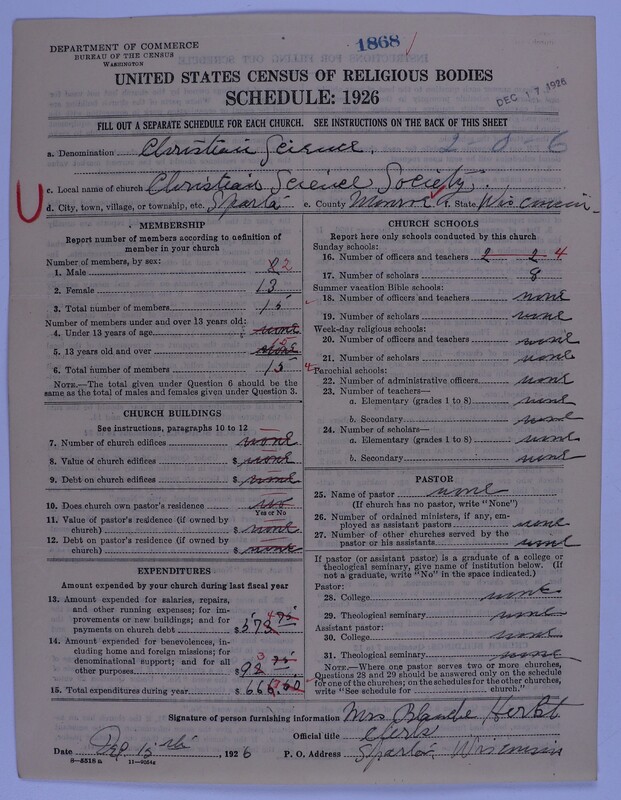 DEPARTMENT OF COMMERCE
BUREAU OF THE CENSUS
WASHINGTON
1868
UNITED STATES CENSUS OF RELIGIOUS BODIES
SCHEDULE: 1926
DEC 17 1926
FILL OUT A SEPARATE SCHEDULE FOR EACH CHURCH. SEE INSTRUCTIONS ON THE BACK OF THIS SHEET
a. Denomination Christian Science. 2-0-6
c. Local name of church Christian Science Society.
d. City, town, village, or township, etc. Sparta e. County Monroe f. State Wisconsin
MEMBERSHIP
Report number of members according to definition of
member in your church
Number of members, by sex:
1. Male 2
2. Female 13
3. Total number of members 15
Number of members under and over 13 years old:
4. Under 13 years of age none
5. 13 years old and over 15
6. Total number of members 15
NOTE.—The total given under Question 6 should be
the same as the total of males and females given under Question 3.
CHURCH BUILDINGS
See instructions, paragraphs 10 to 12
7. Number of church edifices none
8. Value of church edifices $ none
9. Debt on church edifices $ none
10. Does church own pastor's residence no
Yes or No
11. Value of pastor's residence (if owned by
church) $ none
12. Debt on pastor's residence (if owned by
church) $ none
EXPENDITURES
Amount expended by your church during last fiscal year
13. Amount expended for salaries, repairs,
and other running expenses; for im-
provements or new buildings; and for
payments on church debt $ 573 75
14. Amount expended for benevolences,
including home and foreign missions; for
denominational support; and for all
other purposes $ 92 75
15. Total expenditures during year $ 666.50
CHURCH SCHOOLS
Report here only schools conducted by this church
Sunday schools:
16. Number of officers and teachers 2 2 4
17. Number of scholars 8
Summer vacation Bible schools:
18. Number of officers and teachers none
19. Number of scholars none
Week-day religious schools:
20. Number of officers and teachers none
21. Number of scholars none
Parochial schools:
22. Number of administrative officers none
23. Number of teachers—
a. Elementary (grades 1 to 8) none
b. Secondary none
24. Number of scholars—
a. Elementary (grades 1 to 8) none
b. Secondary none
PASTOR
25. Name of pastor none
(If church has no pastor, write "None")
26. Number of ordained ministers, if any, em-
ployed as assistant pastors none
27. Number of other churches served by the
pastor or his assistants none
If pastor (or assistant pastor) is a graduate of a college or
theological seminary, give name of institution below. (If
not a graduate, write "No" in the space indicated.)
Pastor:
28. College none
29. Theological seminary none
Assistant pastor:
30. College none
31. Theological seminary none
NOTE.—Where one pastor serves two or more churches,
Questions 28 and 29 should be answered only on the schedule
for one of the churches; on the schedules for the other churches,
write "See schedule for church."
Signature of person furnishing information Mrs Blanche Herbst
Official title Clerk
Date 15th, 1926 P. O. Address Sparta Wisconsin
8—5518 a 11—9054a